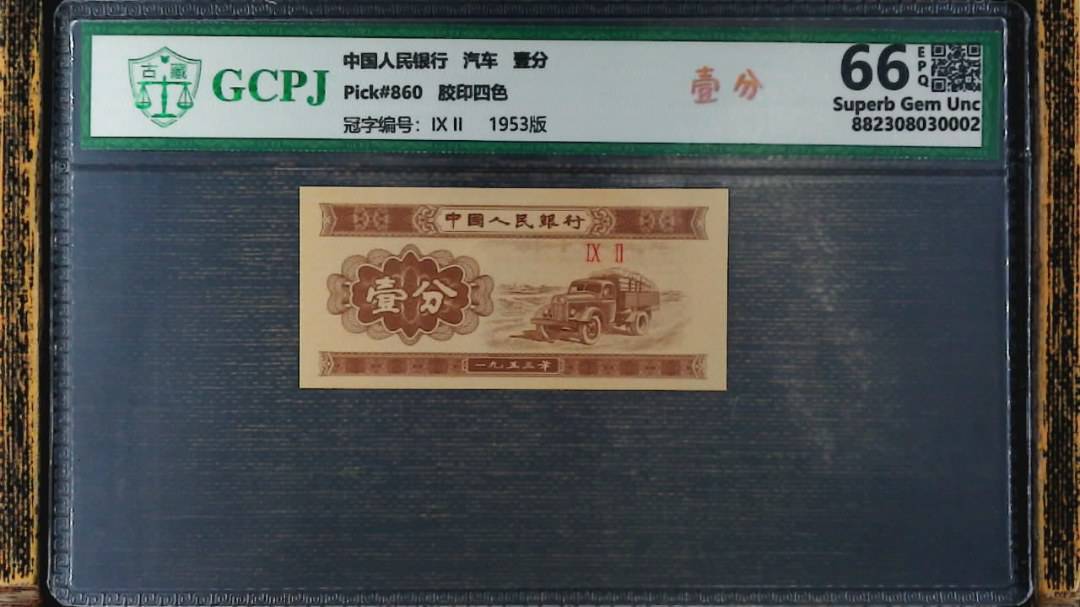 古 藏
GCPJ
中国人民银行 汽车 壹分
Pick#860 胶印四色
冠字编号: IX II 1953版
壹分
66 EPQ
Superb Gem Unc
882308030002
中國人民銀行
IX II
壹分
一九五三年